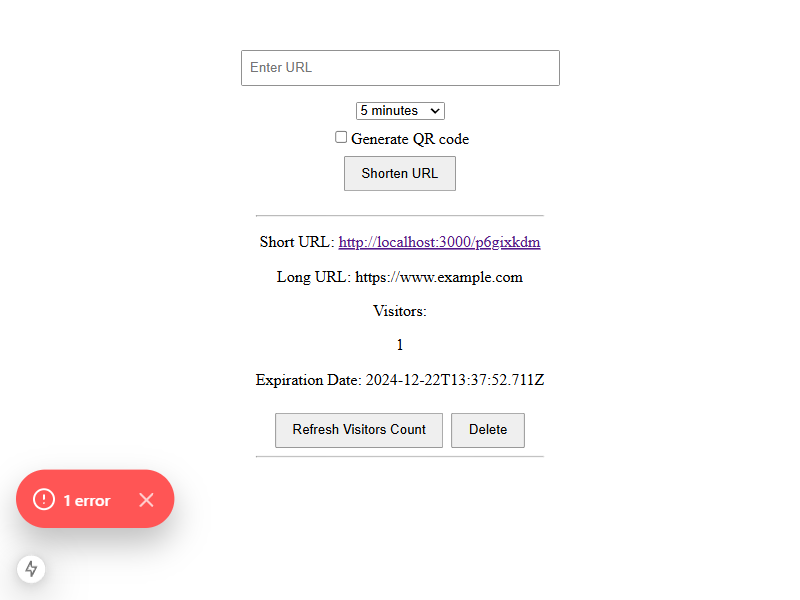 Enter URL
5 minutes
Generate QR code
Shorten URL
Short URL: http://localhost:3000/p6gixkdm
Long URL: https://www.example.com
Visitors:
1
Expiration Date: 2024-12-22T13:37:52.711Z
Refresh Visitors Count Delete
1 error